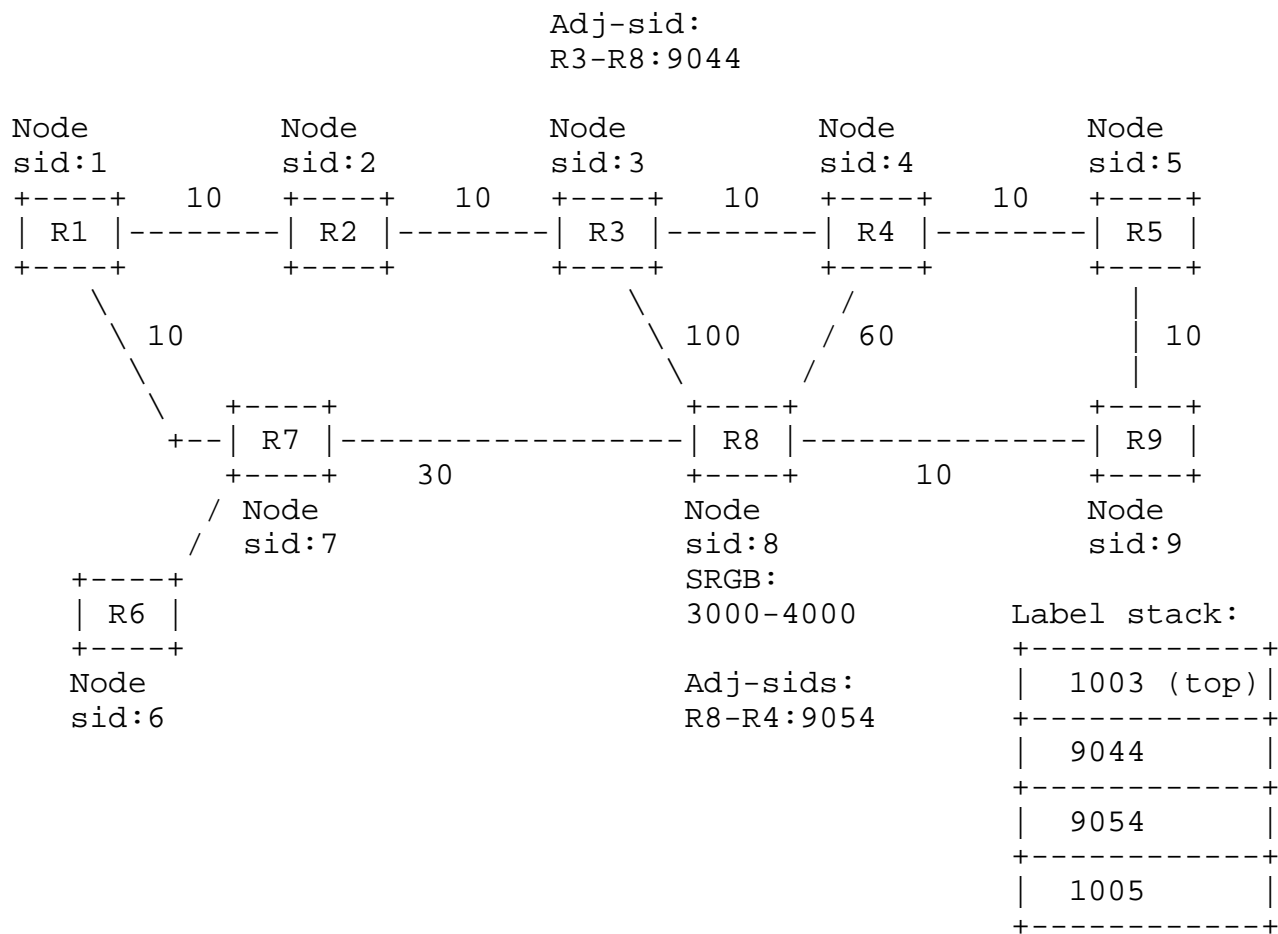 Adj-sid:
R3-R8:9044
Node Node Node Node Node
sid:1 sid:2 sid:3 sid:4 sid:5
10 10 10 10
R1 R2 R3 R4 R5
10 100 60 10
R7 R8 R9
30 10
Node Node Node
sid:7 sid:8 sid:9
SRGB:
R6 3000-4000 Label stack:
Node Adj-sids: 1003 (top)
sid:6 R8-R4:9054
9044
9054
1005